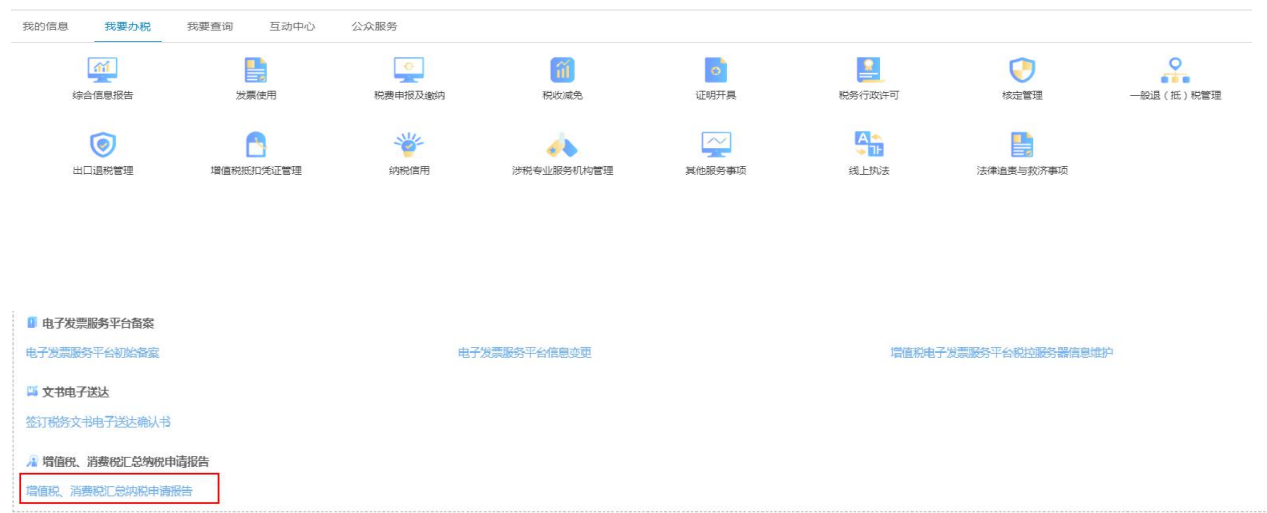 我的信息 我要办税 我要查询 互动中心 公众服务
综合信息报告 发票使用 税费申报及缴纳 税收减免 证明开具 税务行政许可 核定管理 一般退（抵）税管理
出口退税管理 增值税抵扣凭证管理 纳税信用 涉税专业服务机构管理 其他服务事项 线上执法 法律追责与救济事项
电子发票服务平台备案
电子发票服务平台初始备案 电子发票服务平台信息变更 增值税电子发票服务平台税控服务器信息维护
文书电子送达
签订税务文书电子送达确认书
增值税、消费税汇总纳税申请报告
增值税、消费税汇总纳税申请报告